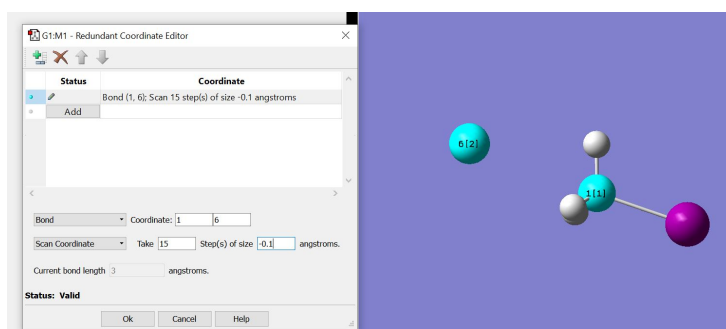 G1:M1 - Redundant Coordinate Editor
Status Coordinate
Bond (1, 6); Scan 15 step(s) of size -0.1 angstroms
Add
Bond Coordinate: 1 6
Scan Coordinate Take 15 Step(s) of size -0.1 angstroms.
Current bond length 3 angstroms.
Status: Valid
Ok Cancel Help
6[2]
1[1]